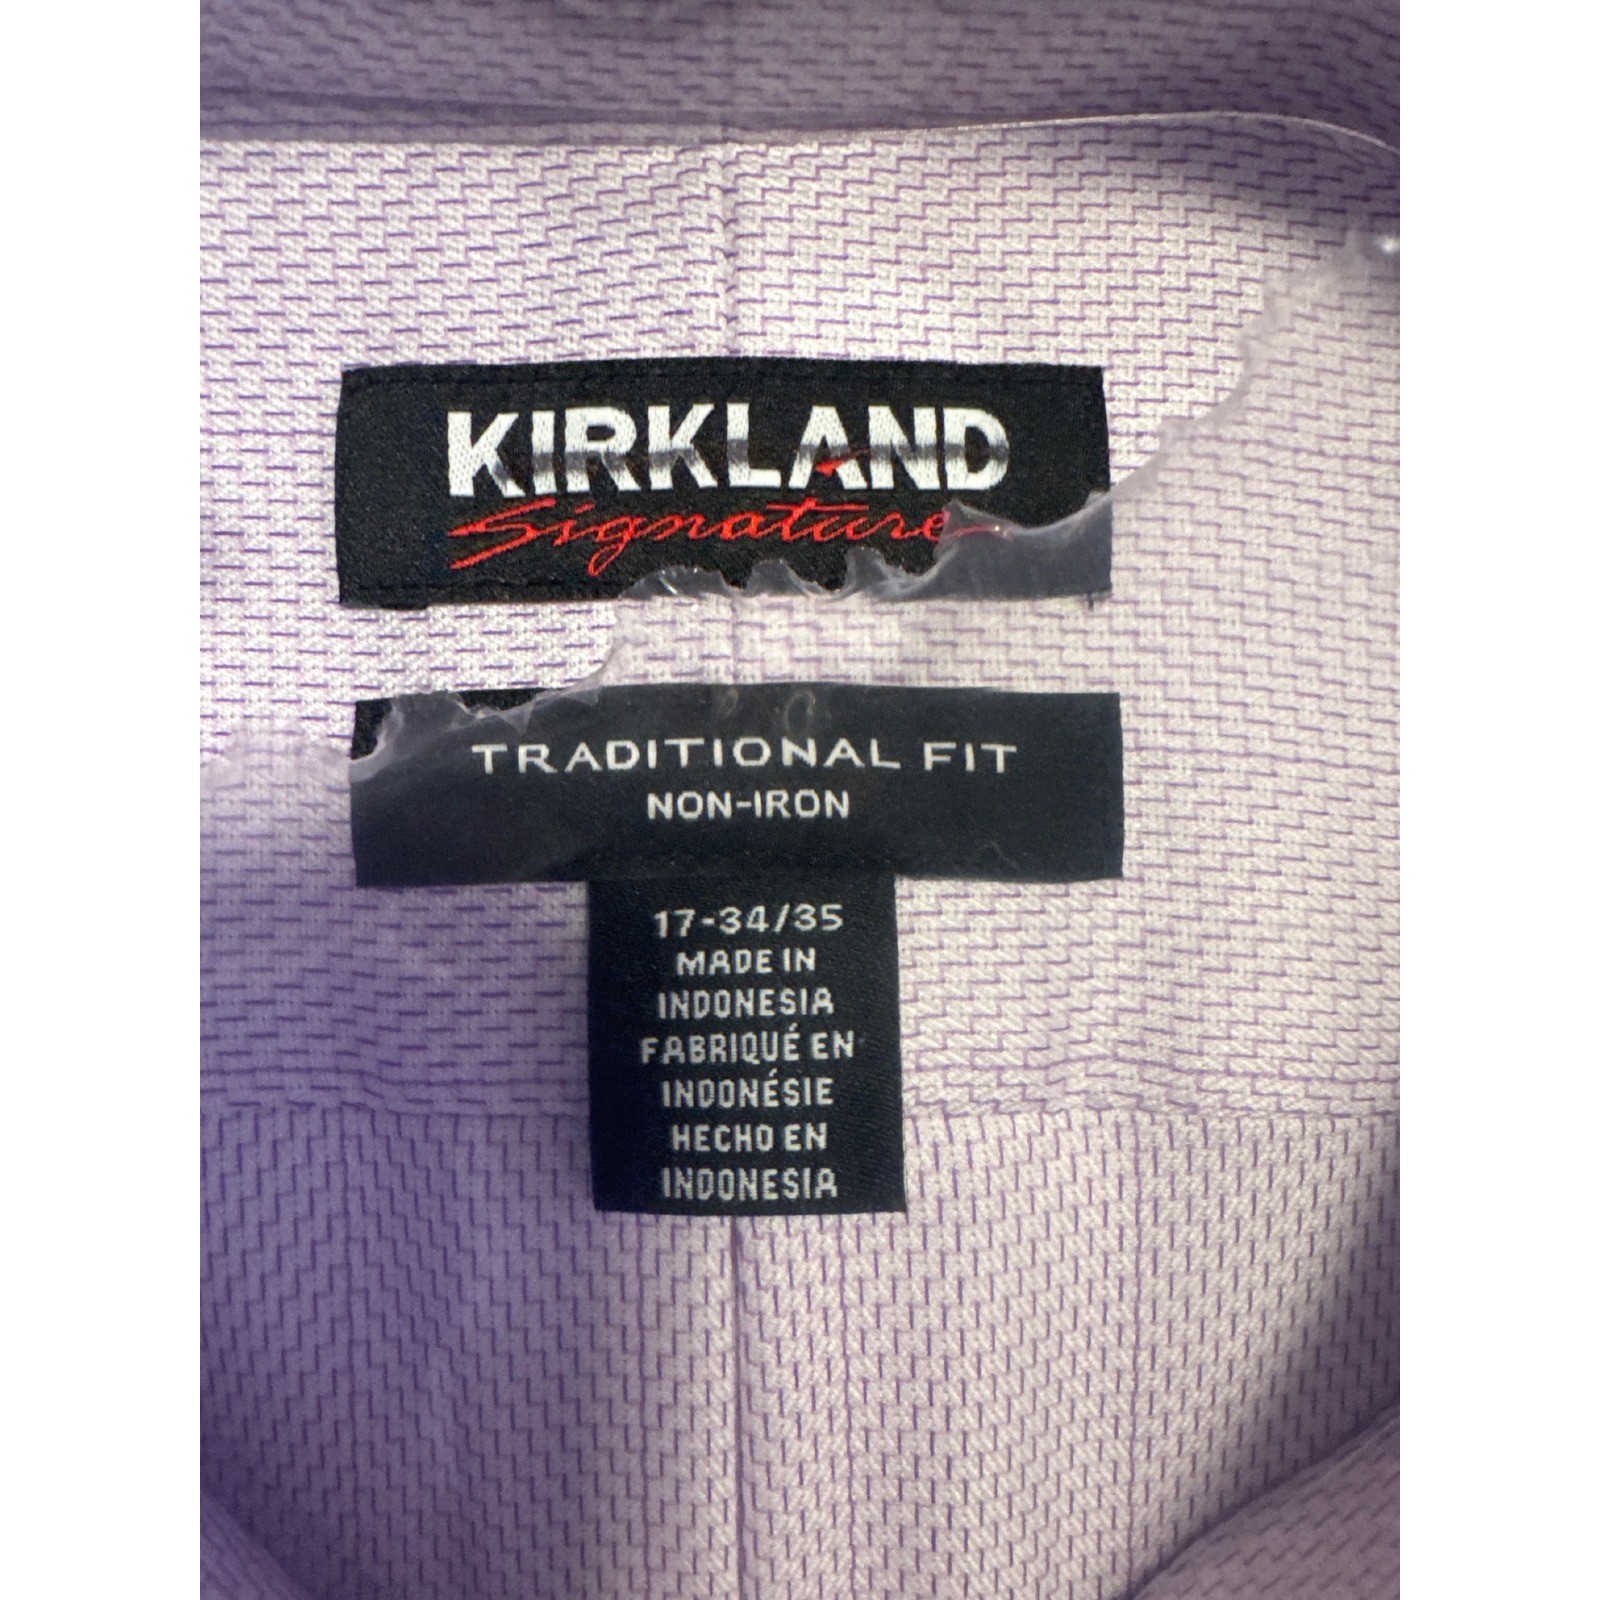 KIRKLAND
Signature
TRADITIONAL FIT
NON-IRON
17-34/35
MADE IN
INDONESIA
FABRIQUÉ EN
INDONÉSIE
HECHO EN
INDONESIA